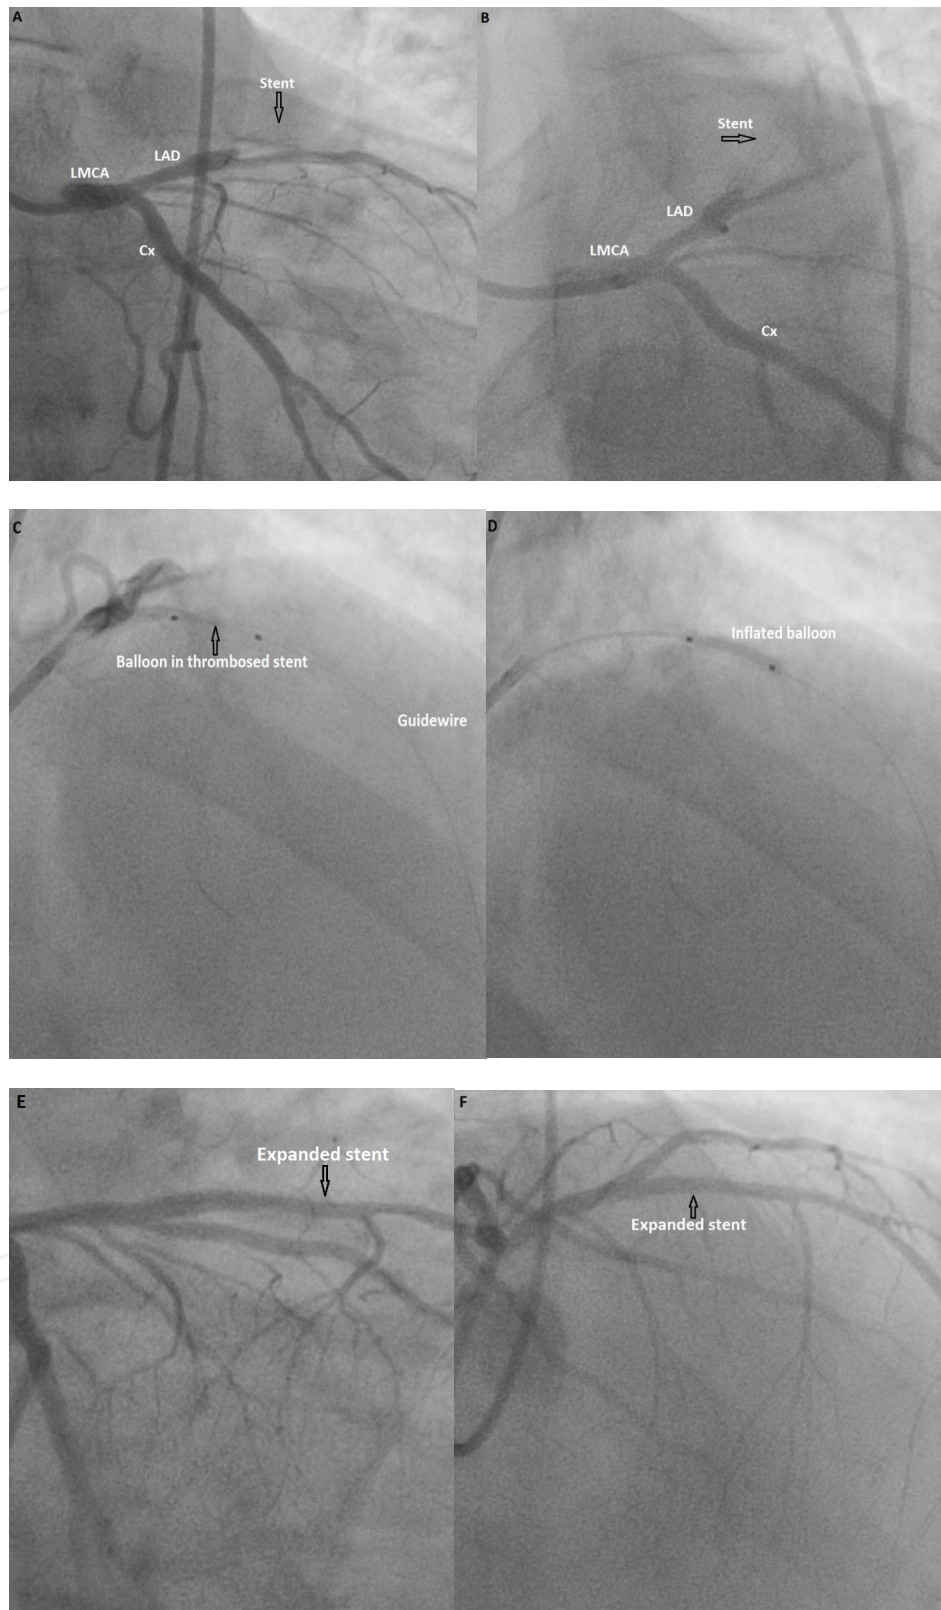 A
Stent
LAD
LMCA
Cx
B
Stent
LAD
LMCA
Cx
C
Balloon in thrombosed stent
Guidewire
D
Inflated balloon
E
Expanded stent
F
Expanded stent